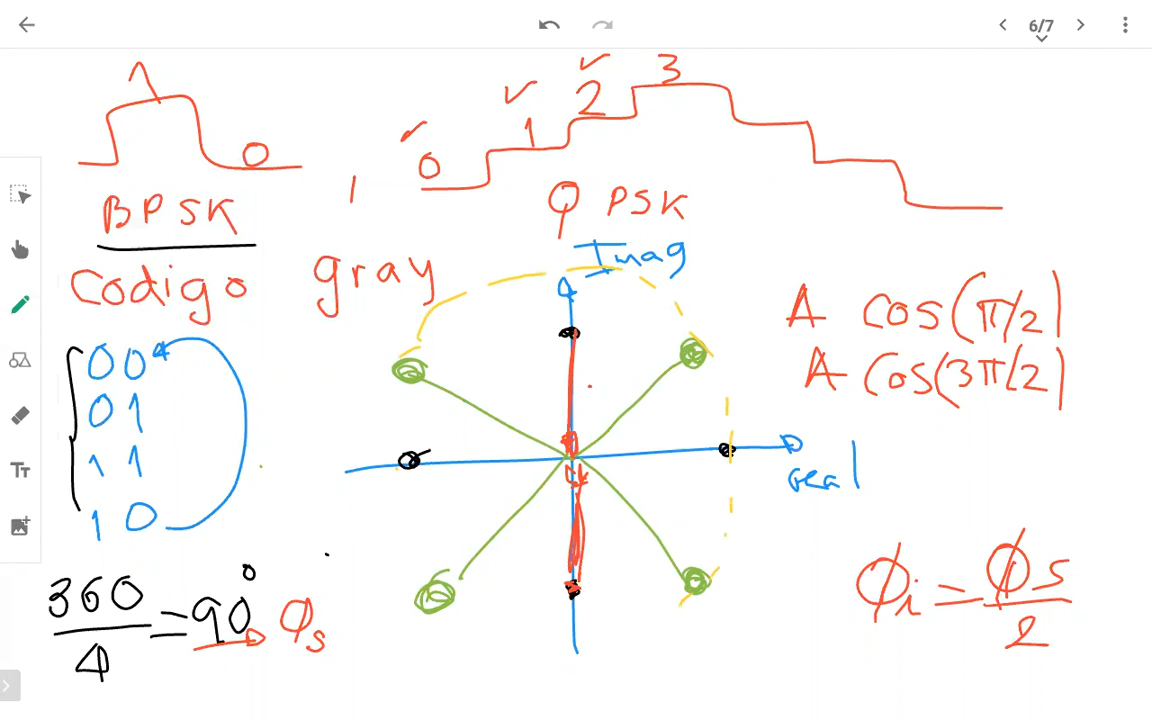 6/7
1
0
0
1
2
3
BPSK
QPSK
Codigo gray
Imag
A cos(π/2)
A cos(3π/2)
00
01
11
10
real
360/4 = 90° ϕs
ϕi = ϕs/2
Tт